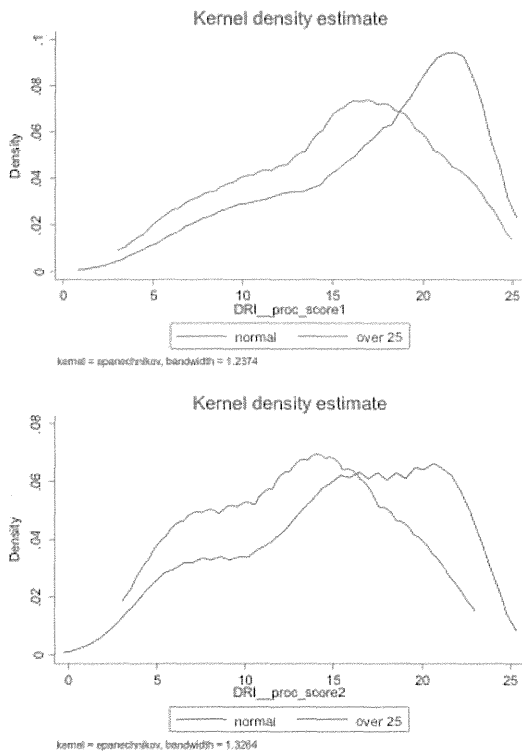 Kernel density estimate
.1
.08
.06
.04
.02
0
Density
0 5 10 15 20 25
DRI__proc_score1
normal over 25
kernel = epanechnikov, bandwidth = 1.2374
Kernel density estimate
.08
.06
.04
.02
0
Density
0 5 10 15 20 25
DRI__proc_score2
normal over 25
kernel = epanechnikov, bandwidth = 1.3264